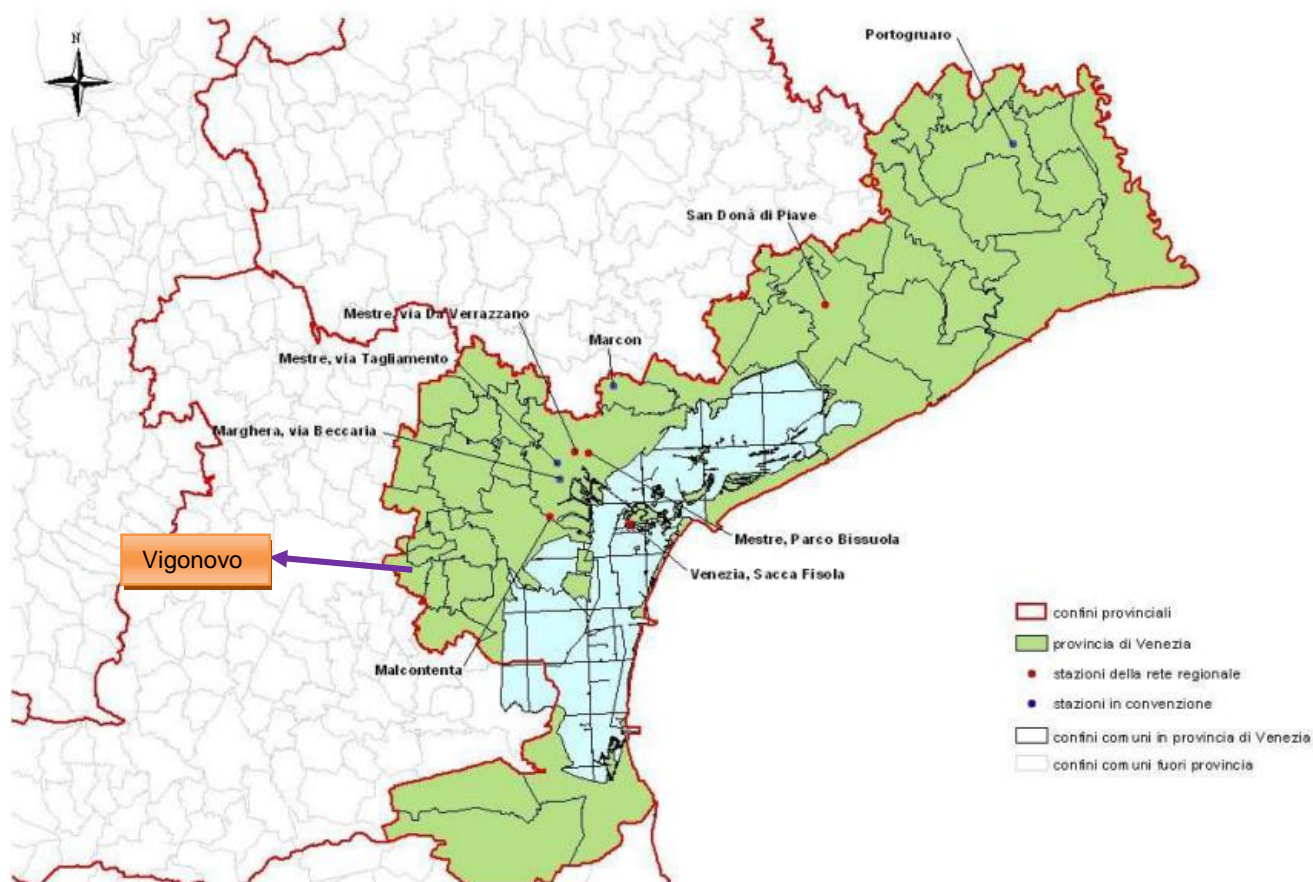 N
Portogruaro
San Donà di Piave
Mestre, via Da Verrazzano
Marcon
Mestre, via Tagliamento
Marghera, via Beccaria
Vigonovo
Mestre, Parco Bissuola
Venezia, Sacca Fisola
Malcontenta
confini provinciali
provincia di Venezia
stazioni della rete regionale
stazioni in convenzione
confini comuni in provincia di Venezia
confini comuni fuori provincia